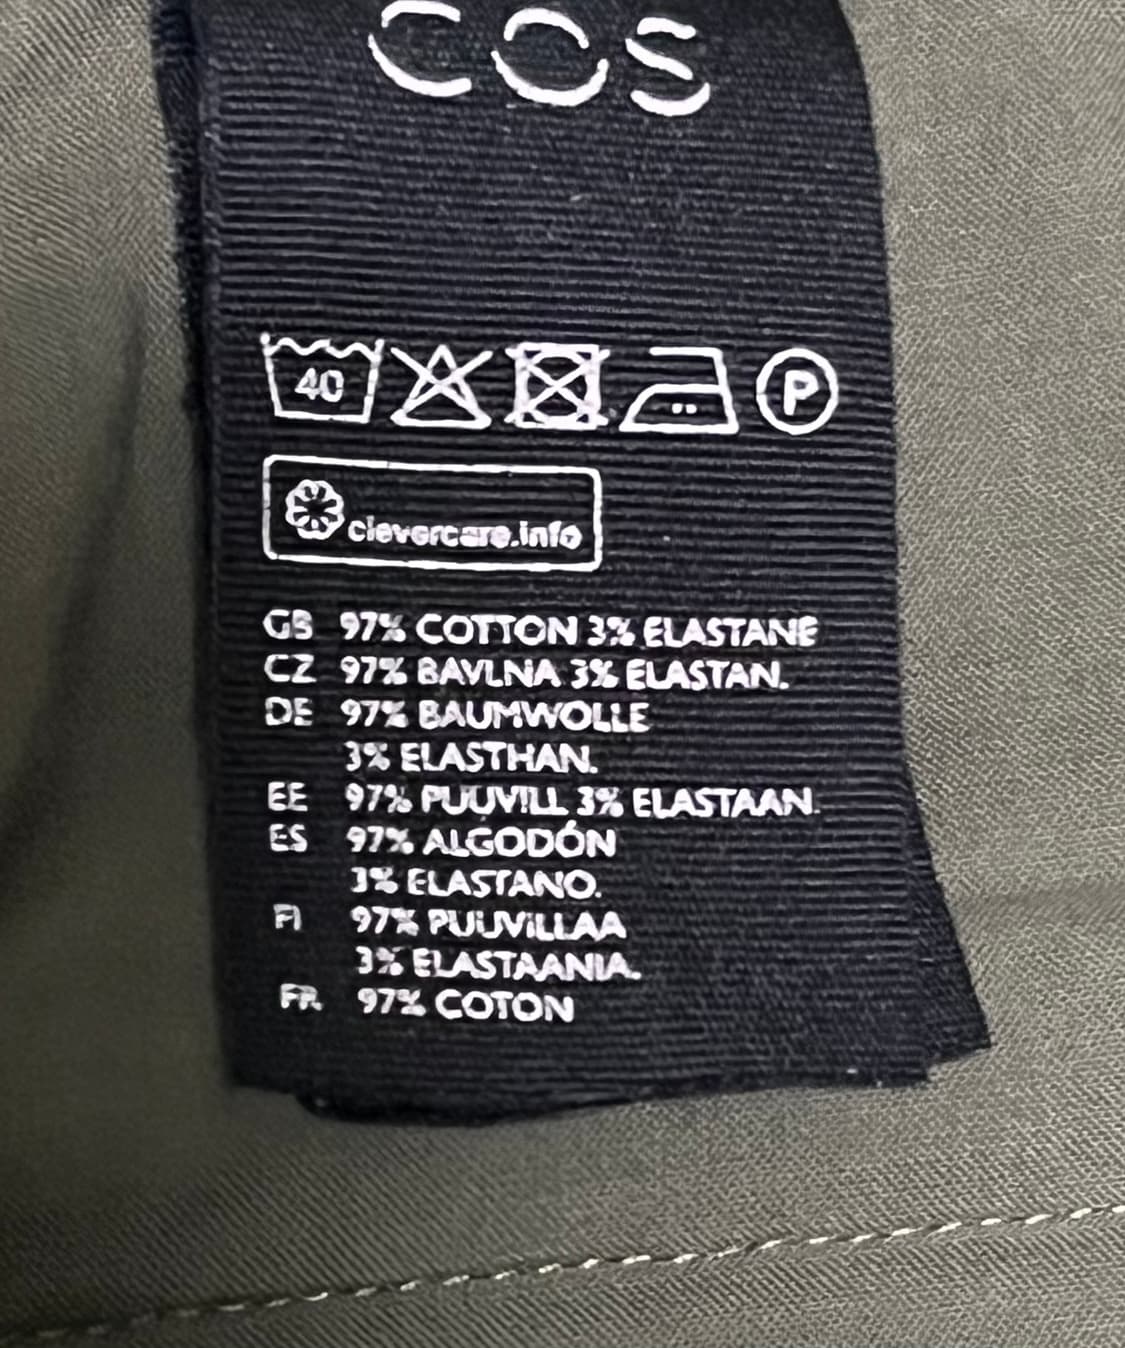 COS
40
P
clevercare.info
GB 97% COTTON 3% ELASTANE
CZ 97% BAVLNA 3% ELASTAN.
DE 97% BAUMWOLLE
3% ELASTHAN.
EE 97% PUUVILL 3% ELASTAAN.
ES 97% ALGODÓN
3% ELASTANO.
FI 97% PUUVILLAA
3% ELASTAANIA.
FR 97% COTON